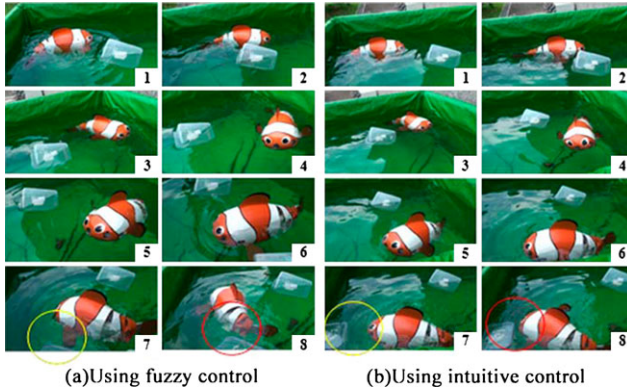 1 2 1 2
3 4 3 4
5 6 5 6
7 8 7 8
(a)Using fuzzy control (b)Using intuitive control